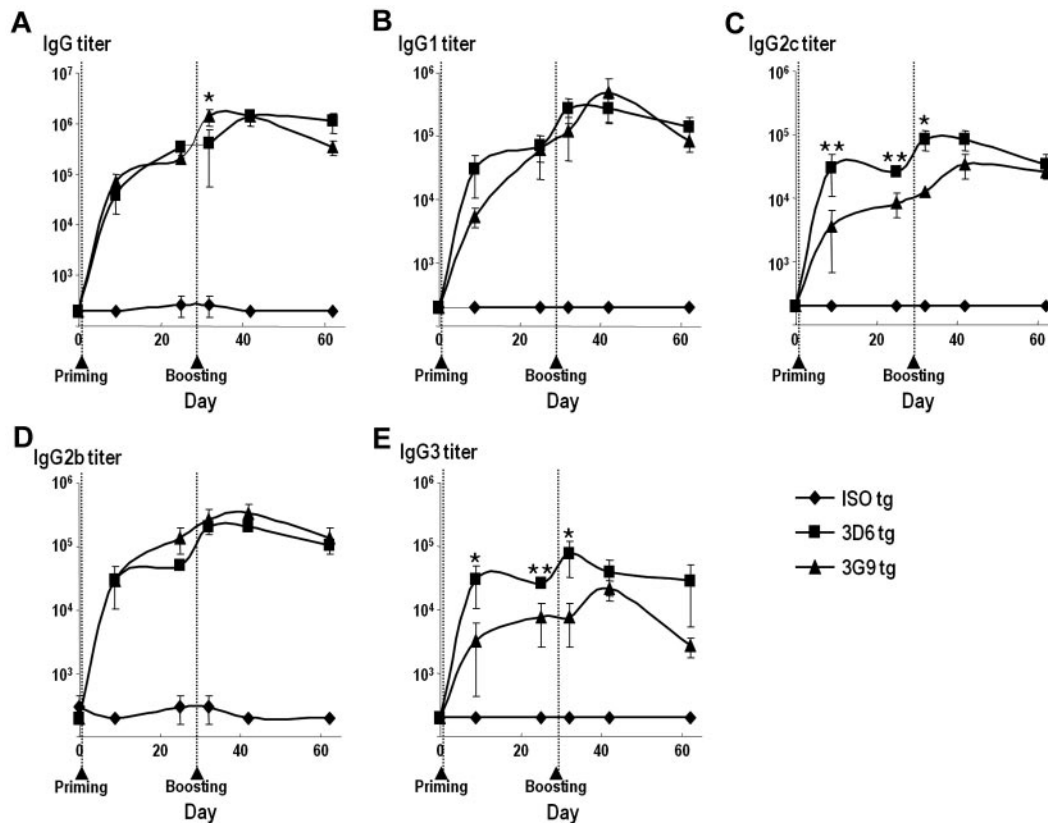 A
IgG titer
10⁷
10⁶
10⁵
10⁴
10³
*
0 20 40 60
Priming Boosting
Day
B
IgG1 titer
10⁶
10⁵
10⁴
10³
0 20 40 60
Priming Boosting
Day
C
IgG2c titer
10⁶
10⁵
10⁴
10³
** ** *
0 20 40 60
Priming Boosting
Day
D
IgG2b titer
10⁶
10⁵
10⁴
10³
0 20 40 60
Priming Boosting
Day
E
IgG3 titer
10⁶
10⁵
10⁴
10³
* ** *
0 20 40 60
Priming Boosting
Day
ISO tg
3D6 tg
3G9 tg